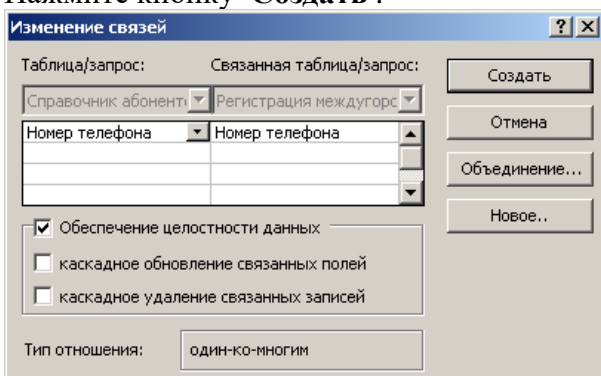 Нажмите кнопку "Создать".
Изменение связей
Таблица/запрос: Связанная таблица/запрос:
Создать
Справочник абонент Регистрация междугорс
Номер телефона Номер телефона
Отмена
Объединение...
Новое..
Обеспечение целостности данных
каскадное обновление связанных полей
каскадное удаление связанных записей
Тип отношения: один-ко-многим